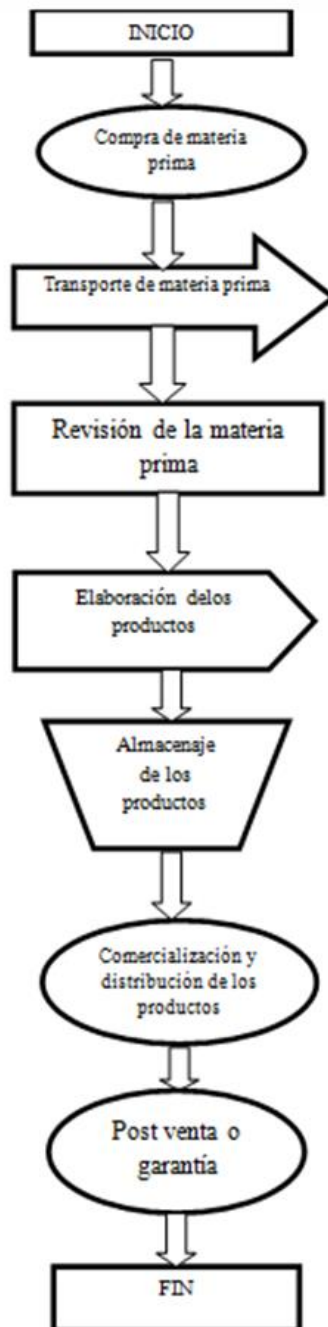 INICIO
Compra de materia
prima
Transporte de materia prima
Revisión de la materia
prima
Elaboración delos
productos
Almacenaje
de los
productos
Comercialización y
distribución de los
productos
Post venta o
garantía
FIN